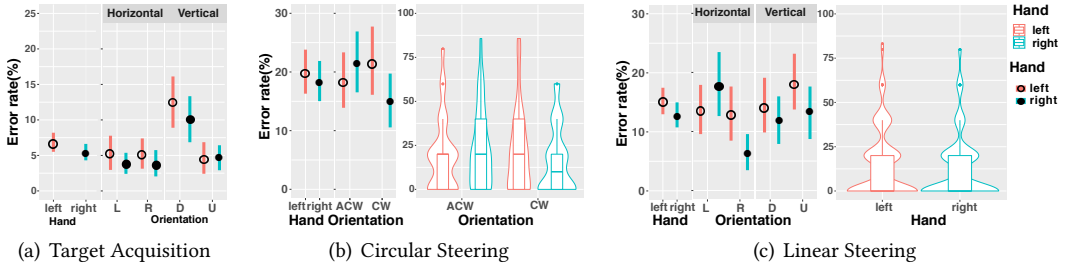 Horizontal Vertical
Error rate(%)
25
20
15
10
5
0
left right L R D U
Hand Orientation
(a) Target Acquisition
Error rate(%)
30
20
10
0
left right ACW CW
Hand Orientation
100
75
50
25
0
ACW CW
Orientation
(b) Circular Steering
Horizontal Vertical
Error rate(%)
30
20
10
0
left right L R D U
Hand Orientation
100
75
50
25
0
left right
Hand
(c) Linear Steering
Hand
left
right
Hand
left
right